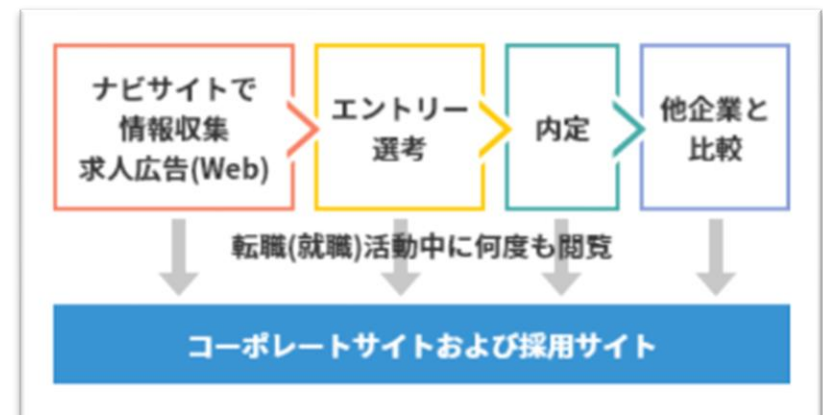 ナビサイトで
情報収集
求人広告(Web)
エントリー
選考
内定
他企業と
比較
転職(就職)活動中に何度も閲覧
コーポレートサイトおよび採用サイト